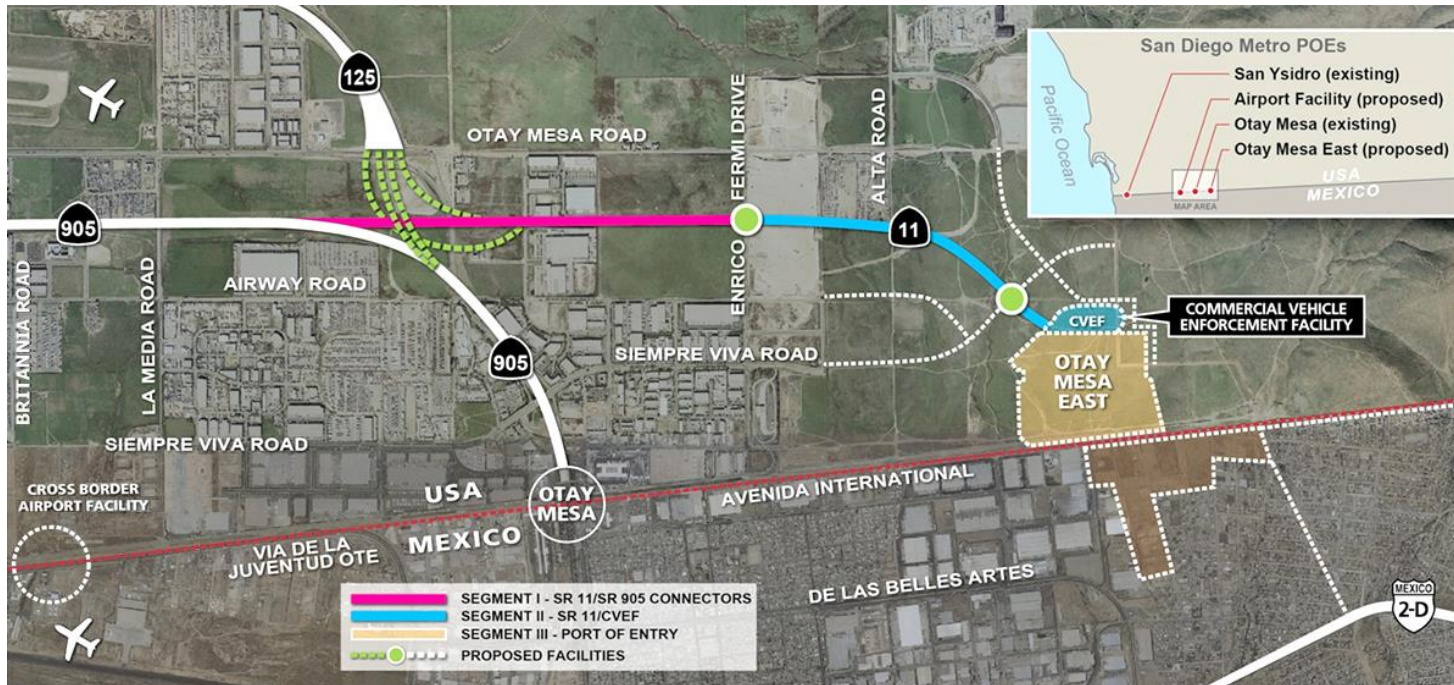 125
OTAY MESA ROAD
ENRICO FERMI DRIVE
ALTA ROAD
San Diego Metro POEs
San Ysidro (existing)
Airport Facility (proposed)
Otay Mesa (existing)
Otay Mesa East (proposed)
Pacific Ocean
USA
MEXICO
MAP AREA
905
11
BRITANNIA ROAD
LA MEDIA ROAD
AIRWAY ROAD
905
SIEMPRE VIVA ROAD
CVEF
COMMERCIAL VEHICLE
ENFORCEMENT FACILITY
OTAY
MESA
EAST
SIEMPRE VIVA ROAD
CROSS BORDER
AIRPORT FACILITY
USA
MEXICO
OTAY
MESA
AVENIDA INTERNATIONAL
VIA DE LA
JUVENTUD OTE
DE LAS BELLES ARTES
MEXICO
2-D
SEGMENT I - SR 11/SR 905 CONNECTORS
SEGMENT II - SR 11/CVEF
SEGMENT III - PORT OF ENTRY
PROPOSED FACILITIES